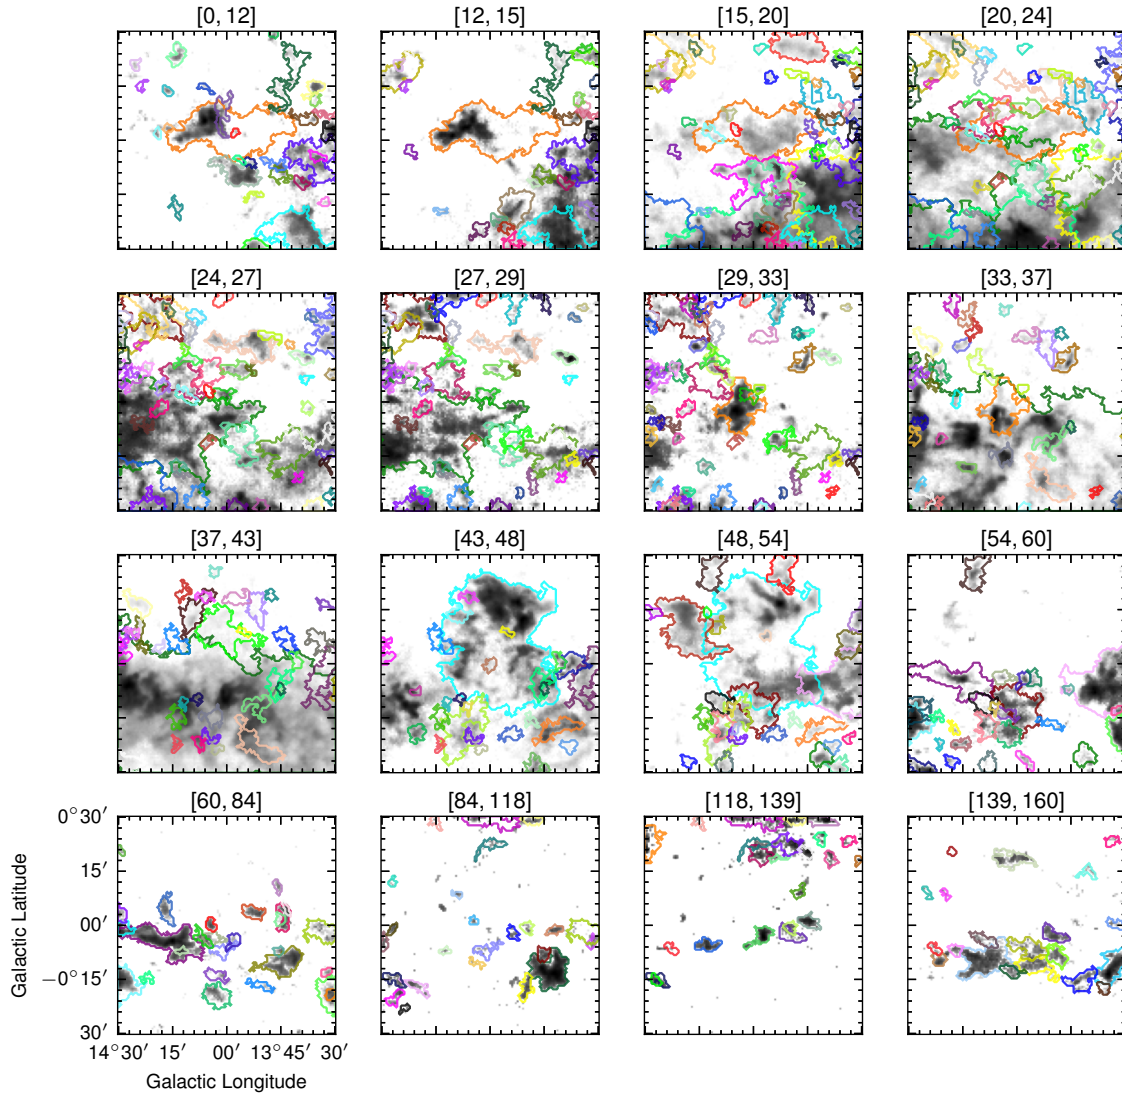 [0, 12] [12, 15] [15, 20] [20, 24]
[24, 27] [27, 29] [29, 33] [33, 37]
[37, 43] [43, 48] [48, 54] [54, 60]
[60, 84] [84, 118] [118, 139] [139, 160]
0°30′
15′
00′
−0°15′
30′
Galactic Latitude
14°30′ 15′ 00′ 13°45′ 30′
Galactic Longitude